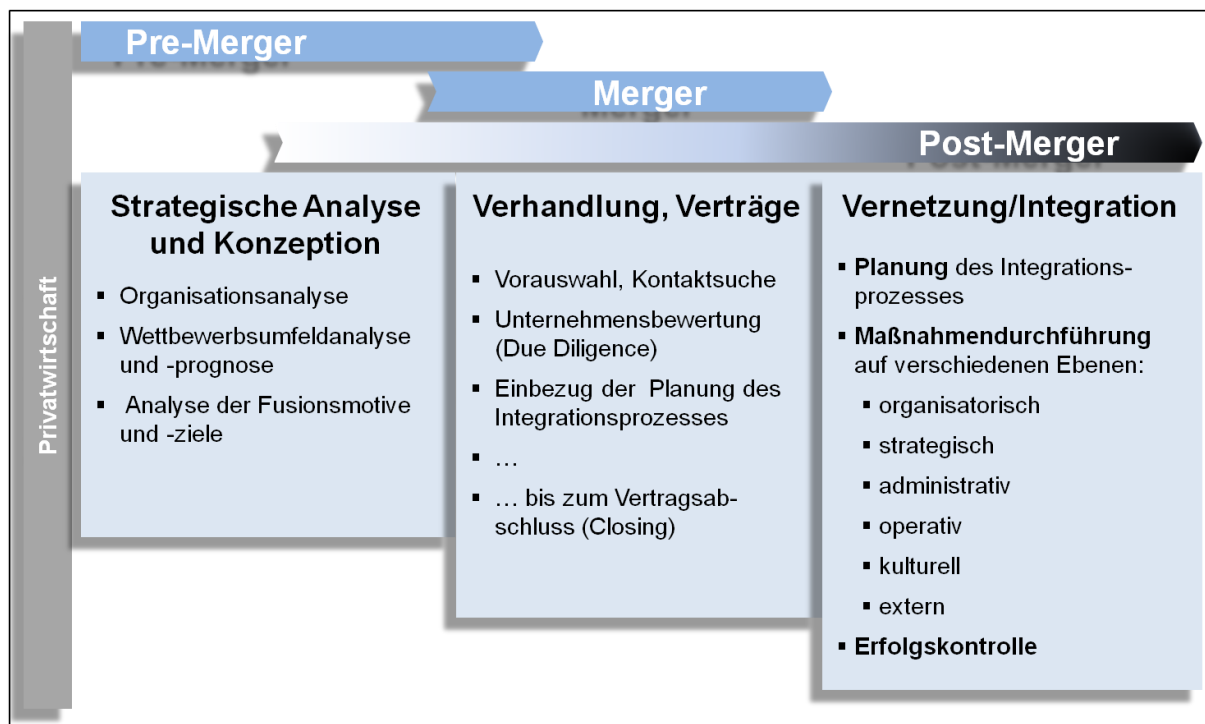 Privatwirtschaft
Pre-Merger
Merger
Post-Merger
Strategische Analyse
und Konzeption
▪ Organisationsanalyse
▪ Wettbewerbsumfeldanalyse
und -prognose
▪ Analyse der Fusionsmotive
und -ziele
Verhandlung, Verträge
▪ Vorauswahl, Kontaktsuche
▪ Unternehmensbewertung
(Due Diligence)
▪ Einbezug der Planung des
Integrationsprozesses
▪ …
▪ … bis zum Vertragsab-
schluss (Closing)
Vernetzung/Integration
▪ Planung des Integrations-
prozesses
▪ Maßnahmendurchführung
auf verschiedenen Ebenen:
▪ organisatorisch
▪ strategisch
▪ administrativ
▪ operativ
▪ kulturell
▪ extern
▪ Erfolgskontrolle